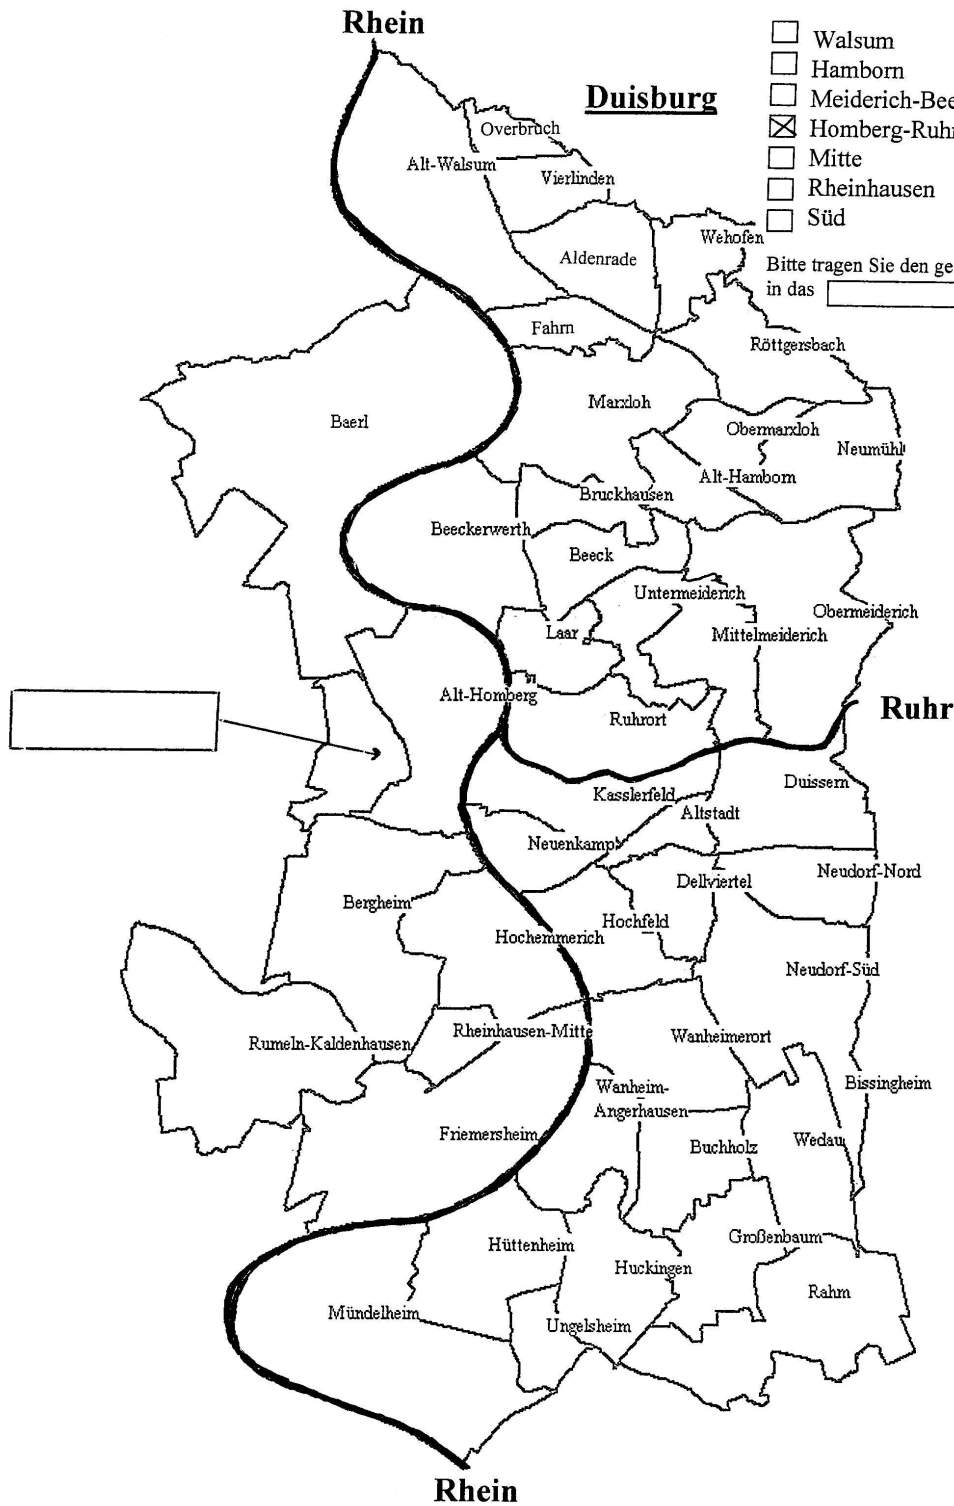 Rhein
Duisburg
Walsum
Hamborn
Meiderich-Bee
Homberg-Ruhr
Mitte
Rheinhausen
Süd
Bitte tragen Sie den ge
in das
Overbruch
Alt-Walsum
Vierlinden
Wehofen
Aldenrade
Fahrn
Röttgersbach
Baerl
Marxloh
Obermarxloh
Neumühl
Alt-Hamborn
Bruckhausen
Beeckerwerth
Beeck
Untermeiderich
Obermeiderich
Laar
Mittelmeiderich
Alt-Homberg
Ruhrort
Ruhr
Duissern
Kasslerfeld
Altstadt
Neuenkamp
Neudorf-Nord
Dellviertel
Bergheim
Hochfeld
Hochemmerich
Neudorf-Süd
Rheinhausen-Mitte
Wanheimerort
Rumeln-Kaldenhausen
Bissingheim
Wanheim-
Angerhausen
Friemersheim
Buchholz
Wedau
Großenbaum
Hüttenheim
Huckingen
Rahm
Mündelheim
Ungelsheim
Rhein